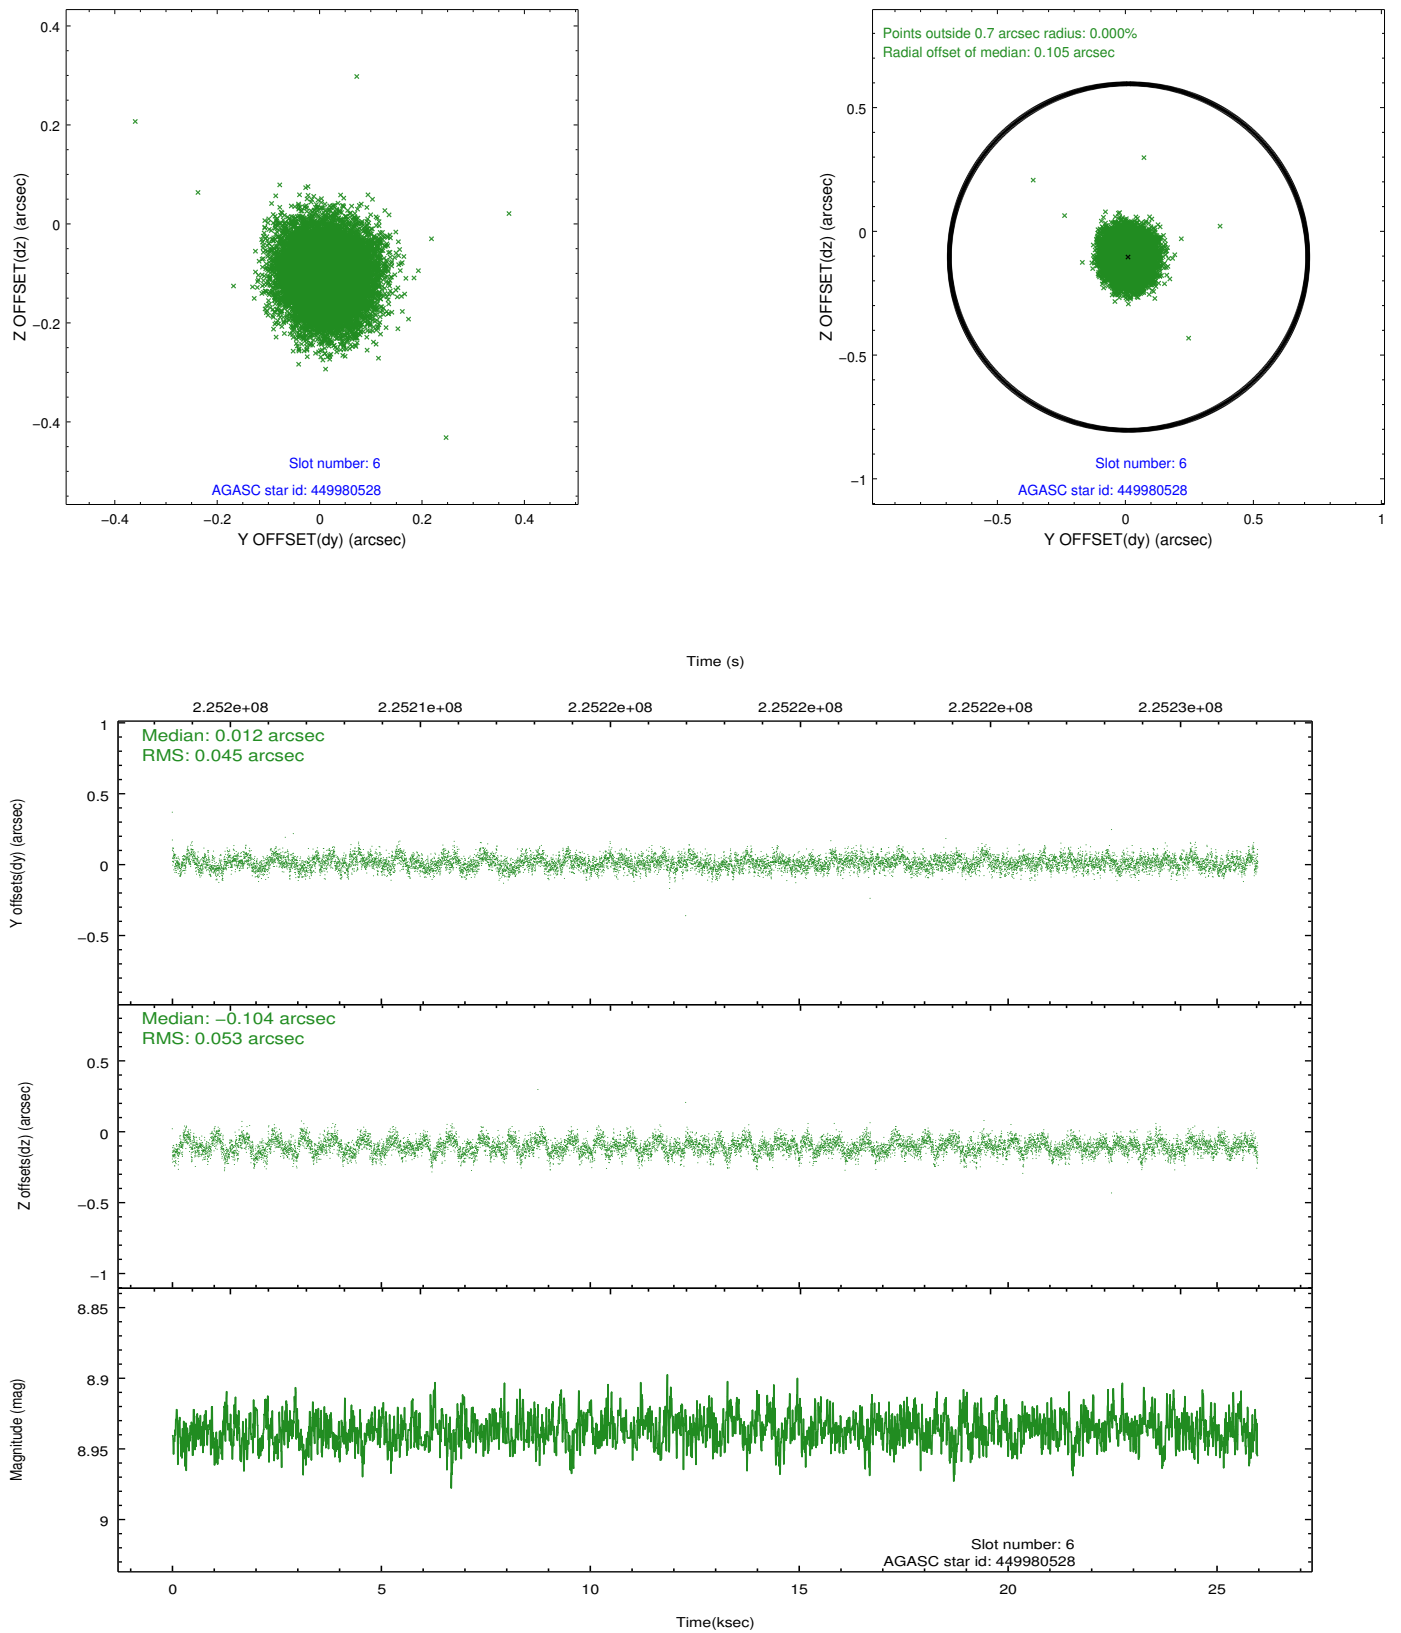 0.4
0.2
0
−0.2
−0.4
−0.4
−0.2
0
0.2
0.4
Z OFFSET(dz) (arcsec)
Y OFFSET(dy) (arcsec)
Slot number: 6
AGASC star id: 449980528
Points outside 0.7 arcsec radius: 0.000%
Radial offset of median: 0.105 arcsec
0.5
0
−0.5
−1
−0.5
0
0.5
1
Z OFFSET(dz) (arcsec)
Y OFFSET(dy) (arcsec)
Slot number: 6
AGASC star id: 449980528
Time (s)
2.252e+08
2.2521e+08
2.2522e+08
2.2522e+08
2.2522e+08
2.2523e+08
Median: 0.012 arcsec
RMS: 0.045 arcsec
1
0.5
0
−0.5
Y offsets(dy) (arcsec)
Median: −0.104 arcsec
RMS: 0.053 arcsec
0.5
0
−0.5
−1
Z offsets(dz) (arcsec)
8.85
8.9
8.95
9
Magnitude (mag)
Slot number: 6
AGASC star id: 449980528
0
5
10
15
20
25
Time(ksec)